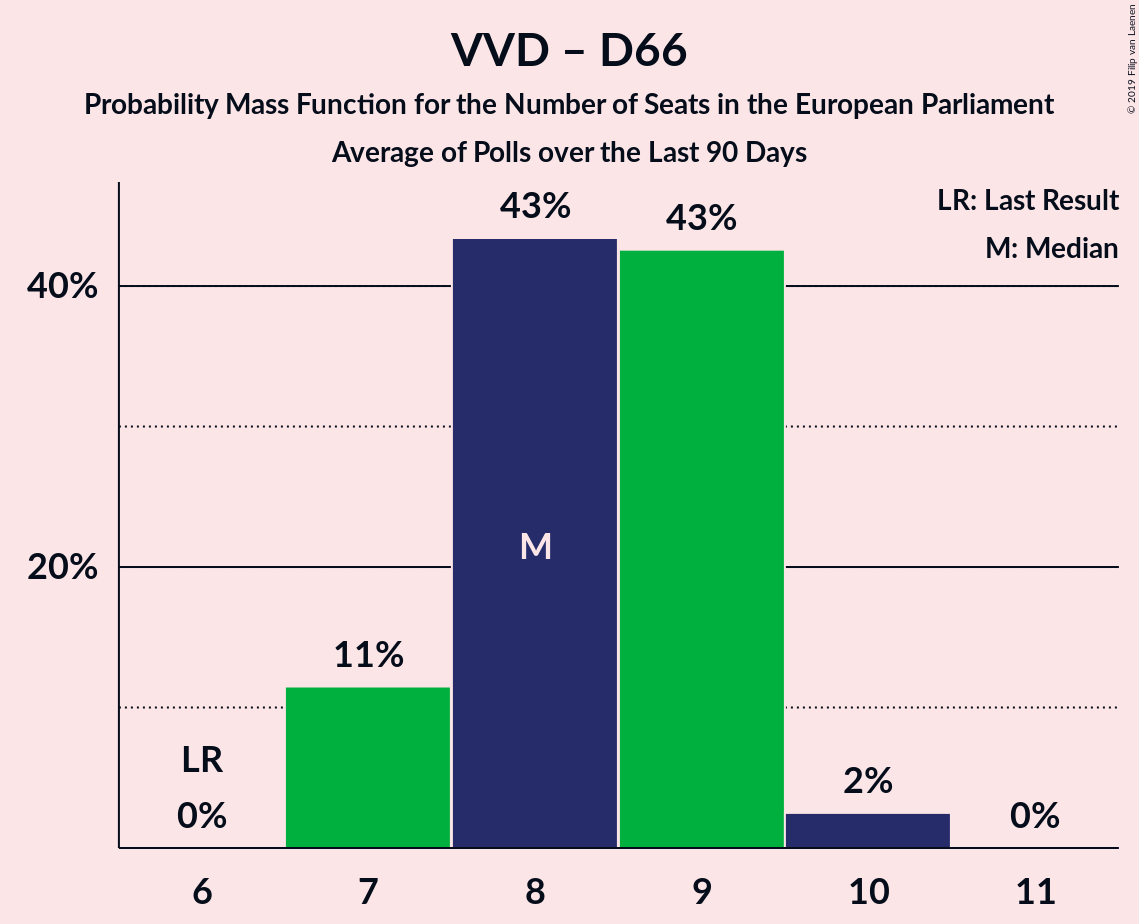 VVD – D66
Probability Mass Function for the Number of Seats in the European Parliament
Average of Polls over the Last 90 Days
© 2019 Filip van Laenen
LR: Last Result
M: Median
43%
43%
40%
M
20%
11%
LR
0%
2%
0%
6 7 8 9 10 11